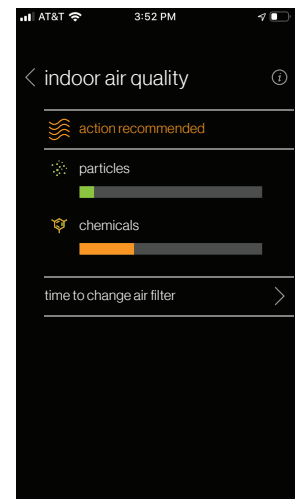 AT&T 3:52 PM
indoor air quality i
action recommended
particles
chemicals
time to change air filter